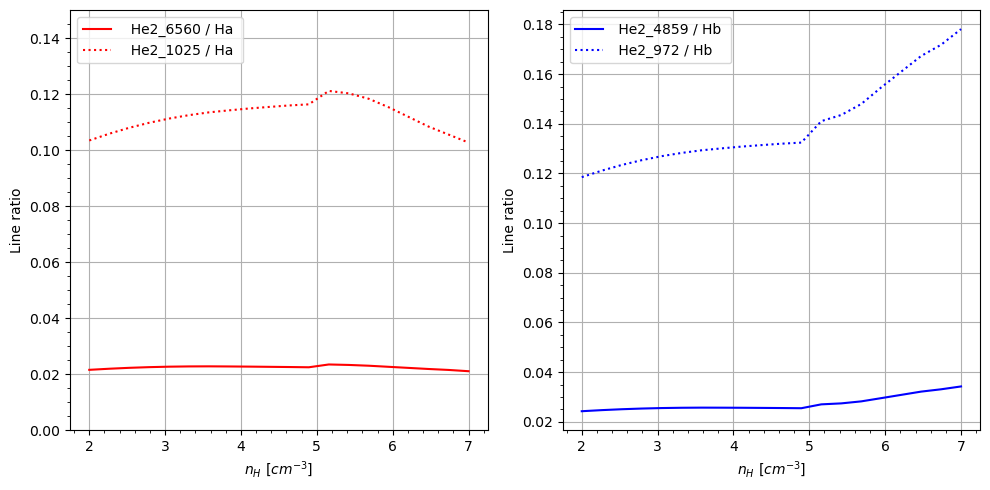 He2_6560 / Ha
He2_1025 / Ha
0.14
0.12
0.10
0.08
0.06
0.04
0.02
0.00
Line ratio
2 3 4 5 6 7
n_H [cm^{-3}]
He2_4859 / Hb
He2_972 / Hb
0.18
0.16
0.14
0.12
0.10
0.08
0.06
0.04
0.02
Line ratio
2 3 4 5 6 7
n_H [cm^{-3}]